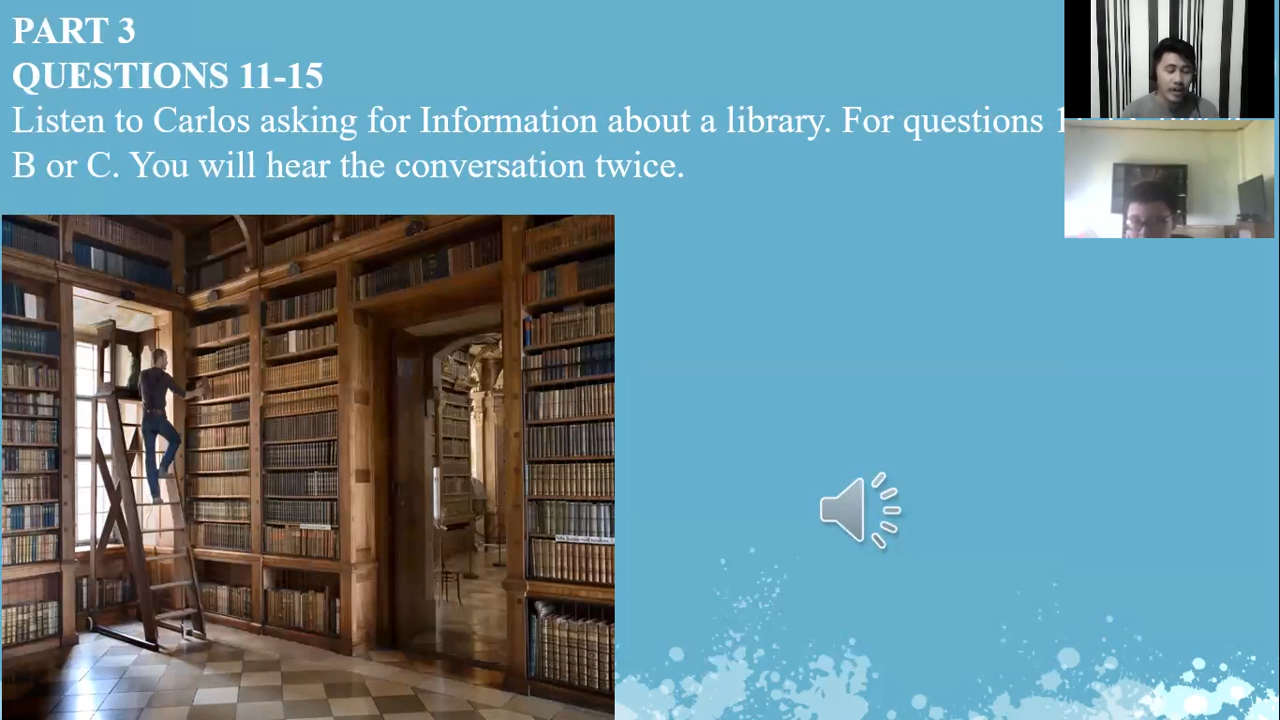 PART 3
QUESTIONS 11-15
Listen to Carlos asking for Information about a library. For questions
B or C. You will hear the conversation twice.